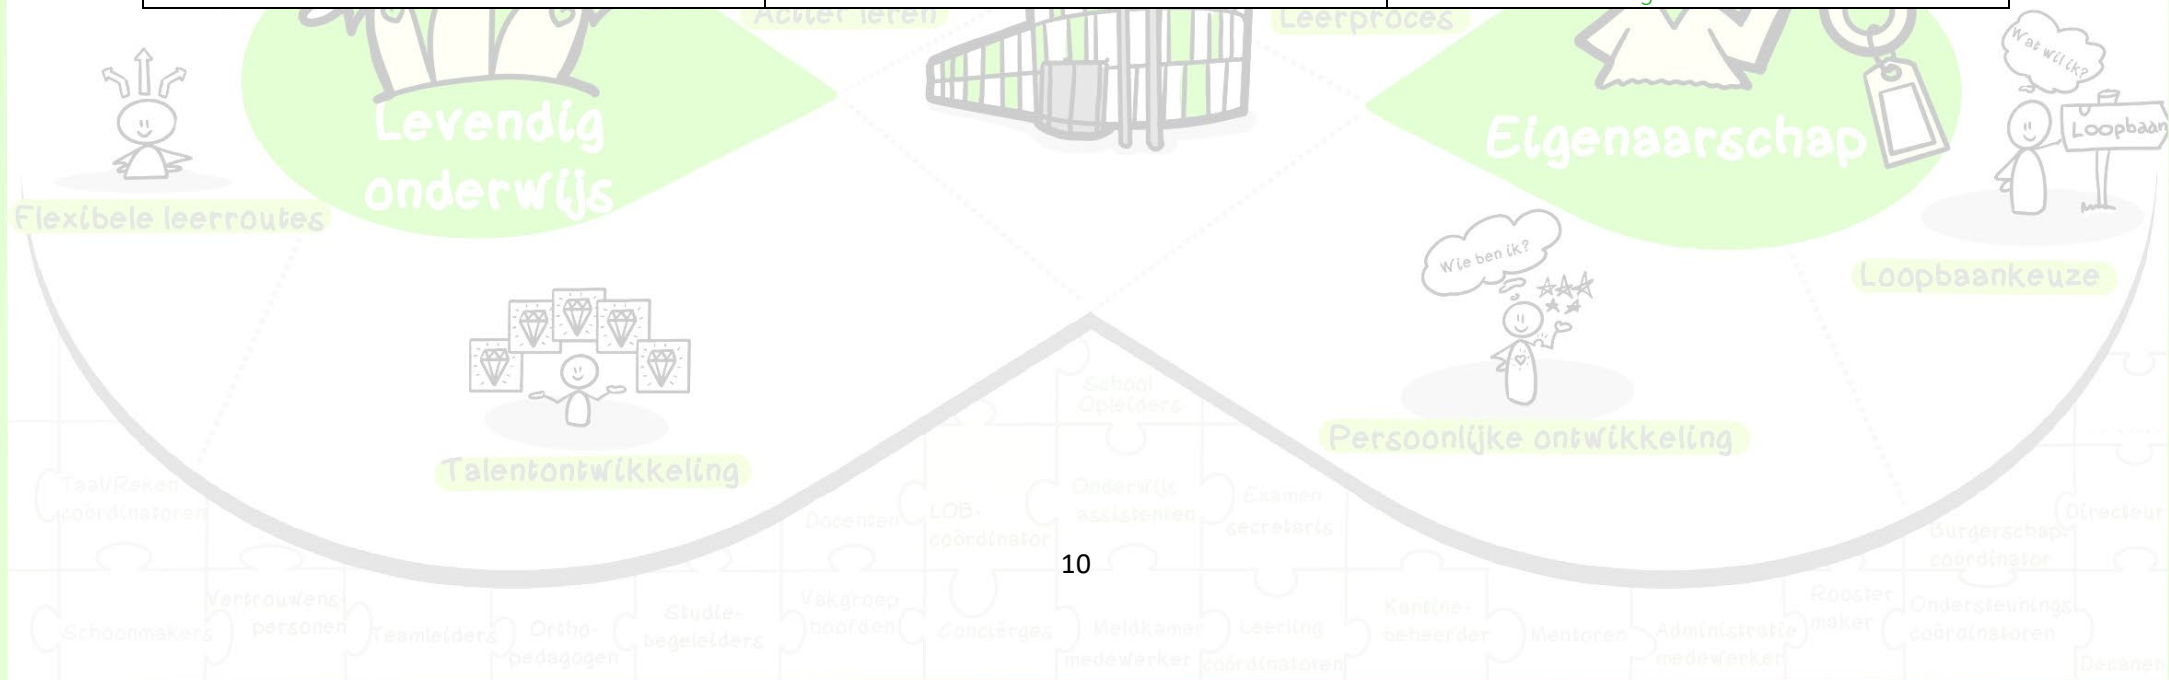 Actief leren
Leerproces
Wat wil ik?
Loopbaan
Levendig
onderwijs
Eigenaarschap
Flexibele leerroutes
Wie ben ik?
Loopbaankeuze
School
Opleiders
Persoonlijke ontwikkeling
Talentontwikkeling
Taal/Reken
coördinatoren
Docenten
LOB-
coördinator
Onderwijs
assistenten
Examen
secretaris
Burgerschap-
coördinator
Directeur
10
Schoonmakers
Vertrouwens-
personen
Teamleiders
Ortho-
pedagogen
Studie-
begeleiders
Vakgroep
hoofden
Conciërges
Meldkamer
medewerker
Leerling
coördinatoren
Kantine-
beheerder
Mentoren
Administratie
medewerker
Rooster
maker
Ondersteunings
coördinatoren
Decanen